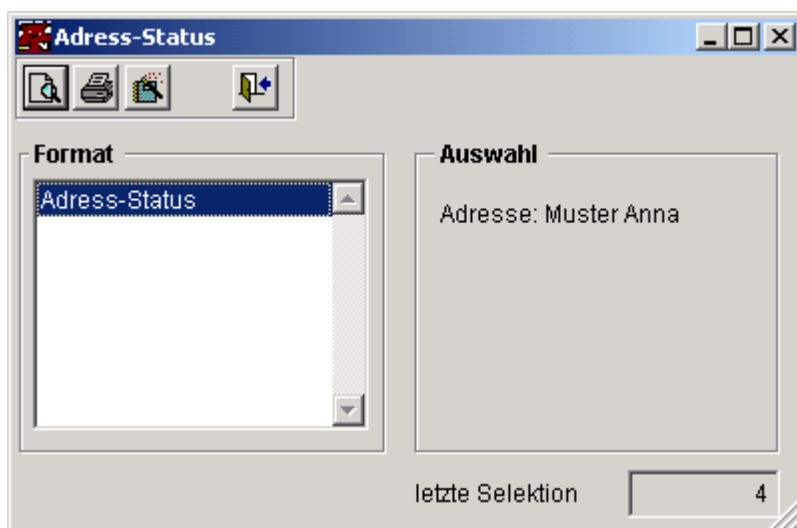 Adress-Status
Format
Auswahl
Adress-Status
Adresse: Muster Anna
letzte Selektion
4